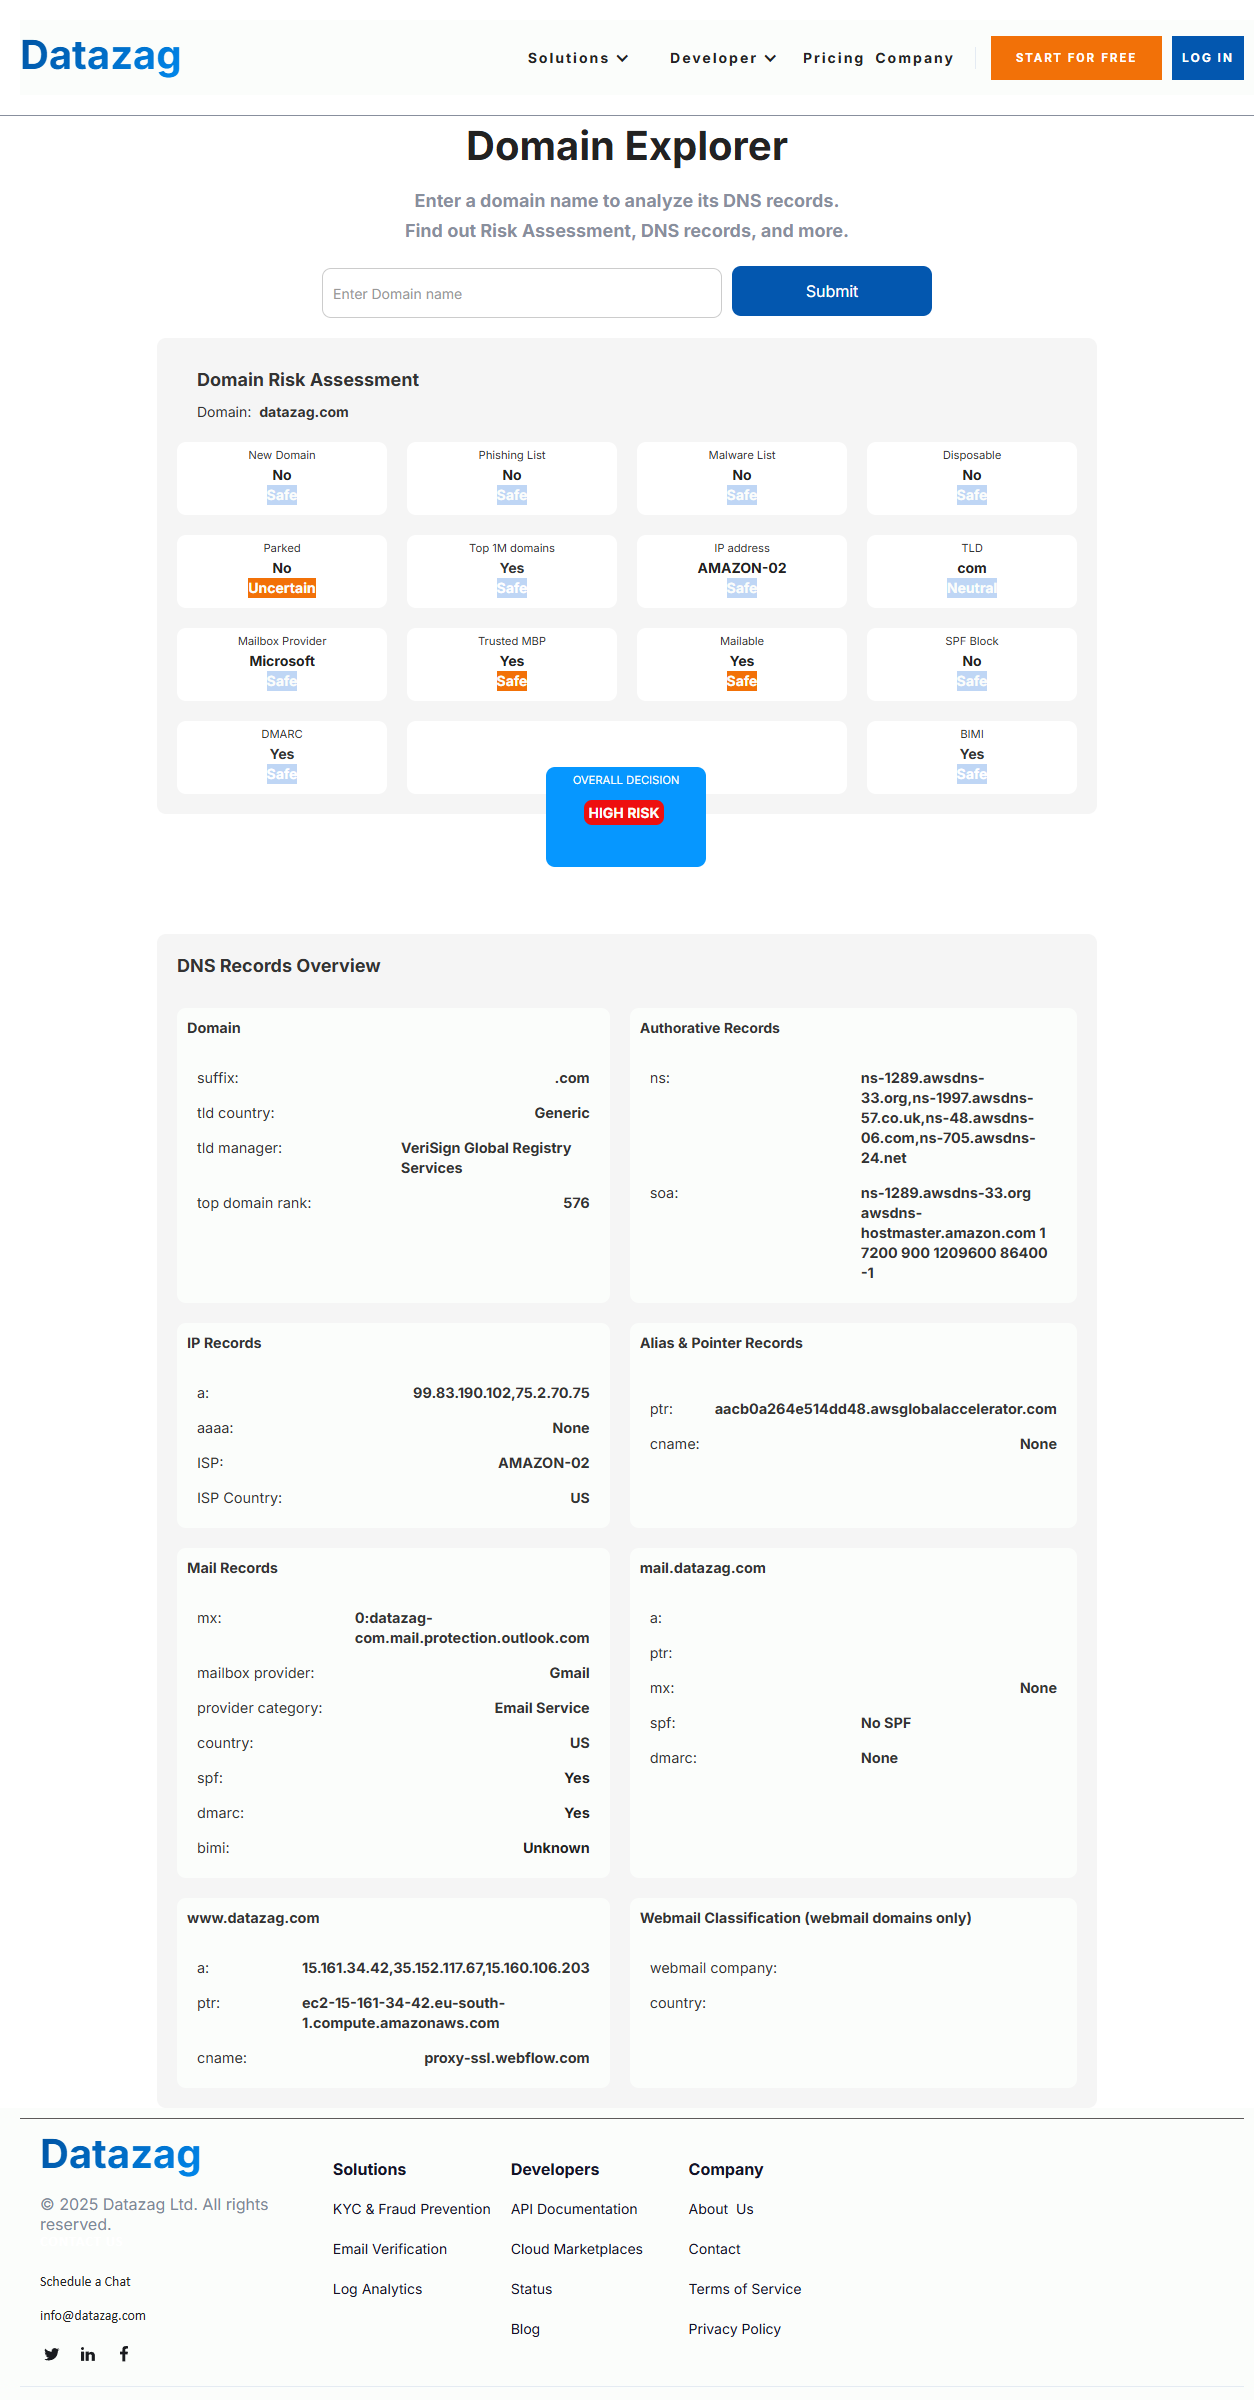 Datazag
Solutions Developer Pricing Company START FOR FREE LOG IN
Domain Explorer
Enter a domain name to analyze its DNS records.
Find out Risk Assessment, DNS records, and more.
Enter Domain name Submit
Domain Risk Assessment
Domain: datazag.com
New Domain
No
Safe
Phishing List
No
Safe
Malware List
No
Safe
Disposable
No
Safe
Parked
No
Uncertain
Top 1M domains
Yes
Safe
IP address
AMAZON-02
Safe
TLD
com
Neutral
Mailbox Provider
Microsoft
Safe
Trusted MBP
Yes
Safe
Mailable
Yes
Safe
SPF Block
No
Safe
DMARC
Yes
Safe
OVERALL DECISION
HIGH RISK
BIMI
Yes
Safe
DNS Records Overview
Domain
suffix: .com
tld country: Generic
tld manager: VeriSign Global Registry
Services
top domain rank: 576
Authorative Records
ns: ns-1289.awsdns-
33.org,ns-1997.awsdns-
57.co.uk,ns-48.awsdns-
06.com,ns-705.awsdns-
24.net
soa: ns-1289.awsdns-33.org
awsdns-
hostmaster.amazon.com 1
7200 900 1209600 86400
-1
IP Records
a: 99.83.190.102,75.2.70.75
aaaa: None
ISP: AMAZON-02
ISP Country: US
Alias & Pointer Records
ptr: aacb0a264e514dd48.awsglobalaccelerator.com
cname: None
Mail Records
mx: 0:datazag-
com.mail.protection.outlook.com
mailbox provider: Gmail
provider category: Email Service
country: US
spf: Yes
dmarc: Yes
bimi: Unknown
mail.datazag.com
a:
ptr:
mx: None
spf: No SPF
dmarc: None
www.datazag.com
a: 15.161.34.42,35.152.117.67,15.160.106.203
ptr: ec2-15-161-34-42.eu-south-
1.compute.amazonaws.com
cname: proxy-ssl.webflow.com
Webmail Classification (webmail domains only)
webmail company:
country:
Datazag
© 2025 Datazag Ltd. All rights
reserved.
Schedule a Chat
info@datazag.com
Solutions
KYC & Fraud Prevention
Email Verification
Log Analytics
Developers
API Documentation
Cloud Marketplaces
Status
Blog
Company
About Us
Contact
Terms of Service
Privacy Policy